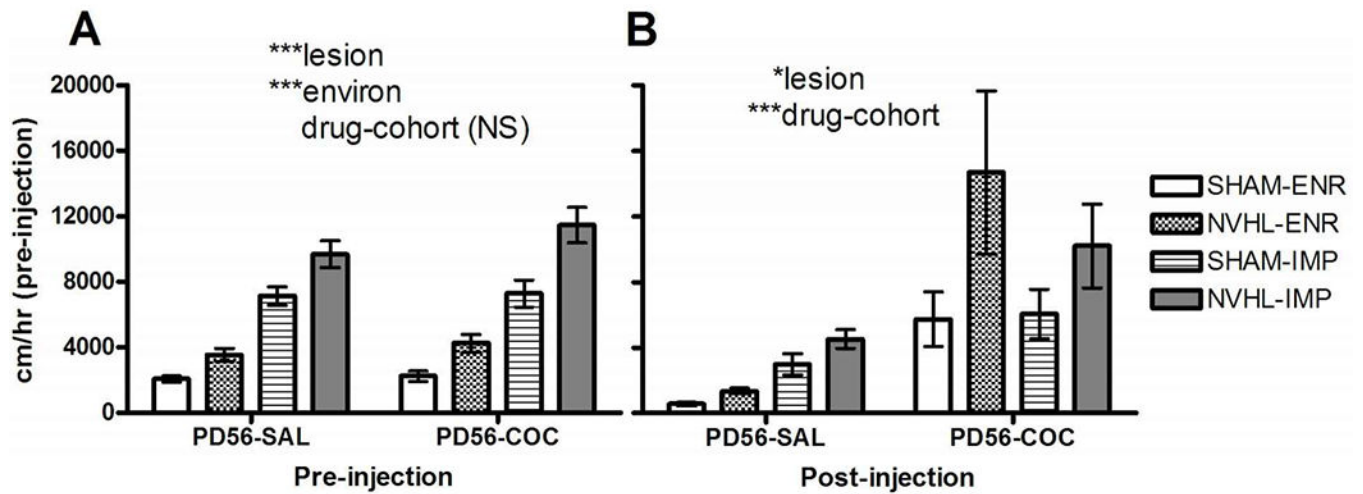 A
***lesion
***environ
drug-cohort (NS)
cm/hr (pre-injection)
20000
16000
12000
8000
4000
0
PD56-SAL PD56-COC
Pre-injection
B
*lesion
***drug-cohort
PD56-SAL PD56-COC
Post-injection
SHAM-ENR
NVHL-ENR
SHAM-IMP
NVHL-IMP